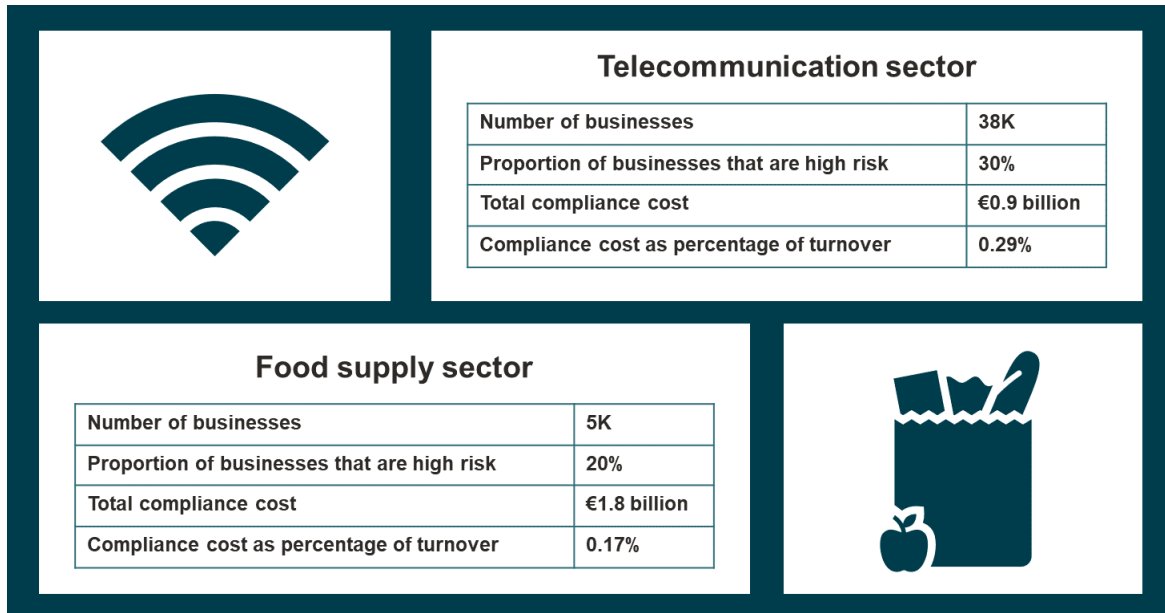 Telecommunication sector
Number of businesses 38K
Proportion of businesses that are high risk 30%
Total compliance cost €0.9 billion
Compliance cost as percentage of turnover 0.29%
Food supply sector
Number of businesses 5K
Proportion of businesses that are high risk 20%
Total compliance cost €1.8 billion
Compliance cost as percentage of turnover 0.17%